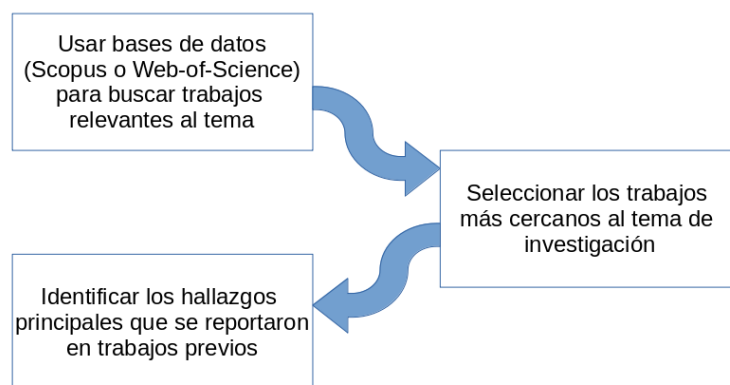 Usar bases de datos
(Scopus o Web-of-Science)
para buscar trabajos
relevantes al tema
Seleccionar los trabajos
más cercanos al tema de
investigación
Identificar los hallazgos
principales que se reportaron
en trabajos previos